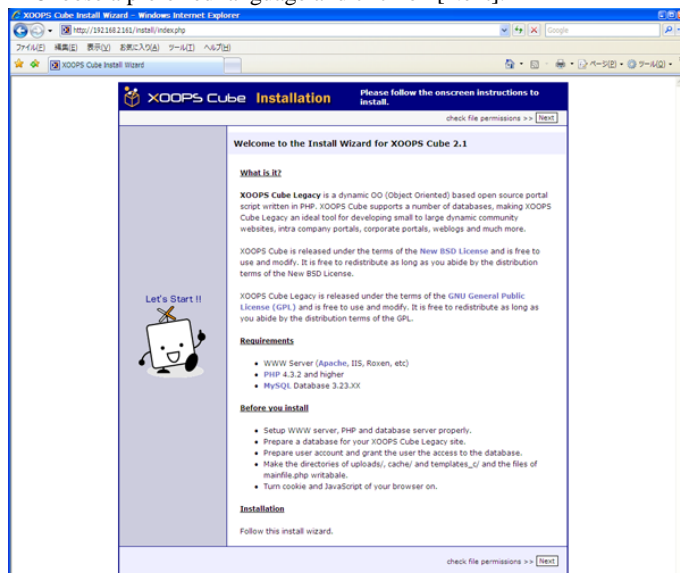 XOOPS Cube Install Wizard - Windows Internet Explorer
http://192.168.2.161/install/index.php
Google
ファイル(F) 編集(E) 表示(V) お気に入り(A) ツール(T) ヘルプ(H)
XOOPS Cube Install Wizard
ページ(P) ツール(O)
XOOPS Cube Installation
Please follow the onscreen instructions to
install.
check file permissions >> Next
Welcome to the Install Wizard for XOOPS Cube 2.1
What is it?
XOOPS Cube Legacy is a dynamic OO (Object Oriented) based open source portal
script written in PHP. XOOPS Cube supports a number of databases, making XOOPS
Cube Legacy an ideal tool for developing small to large dynamic community
websites, intra company portals, corporate portals, weblogs and much more.
XOOPS Cube is released under the terms of the New BSD License and is free to
use and modify. It is free to redistribute as long as you abide by the distribution
terms of the New BSD License.
XOOPS Cube Legacy is released under the terms of the GNU General Public
License (GPL) and is free to use and modify. It is free to redistribute as long as
you abide by the distribution terms of the GPL.
Let's Start !!
Requirements
WWW Server (Apache, IIS, Roxen, etc)
PHP 4.3.2 and higher
MySQL Database 3.23.XX
Before you install
Setup WWW server, PHP and database server properly.
Prepare a database for your XOOPS Cube Legacy site.
Prepare user account and grant the user the access to the database.
Make the directories of uploads/, cache/ and templates_c/ and the files of
mainfile.php writabale.
Turn cookie and JavaScript of your browser on.
Installation
Follow this install wizard.
check file permissions >> Next